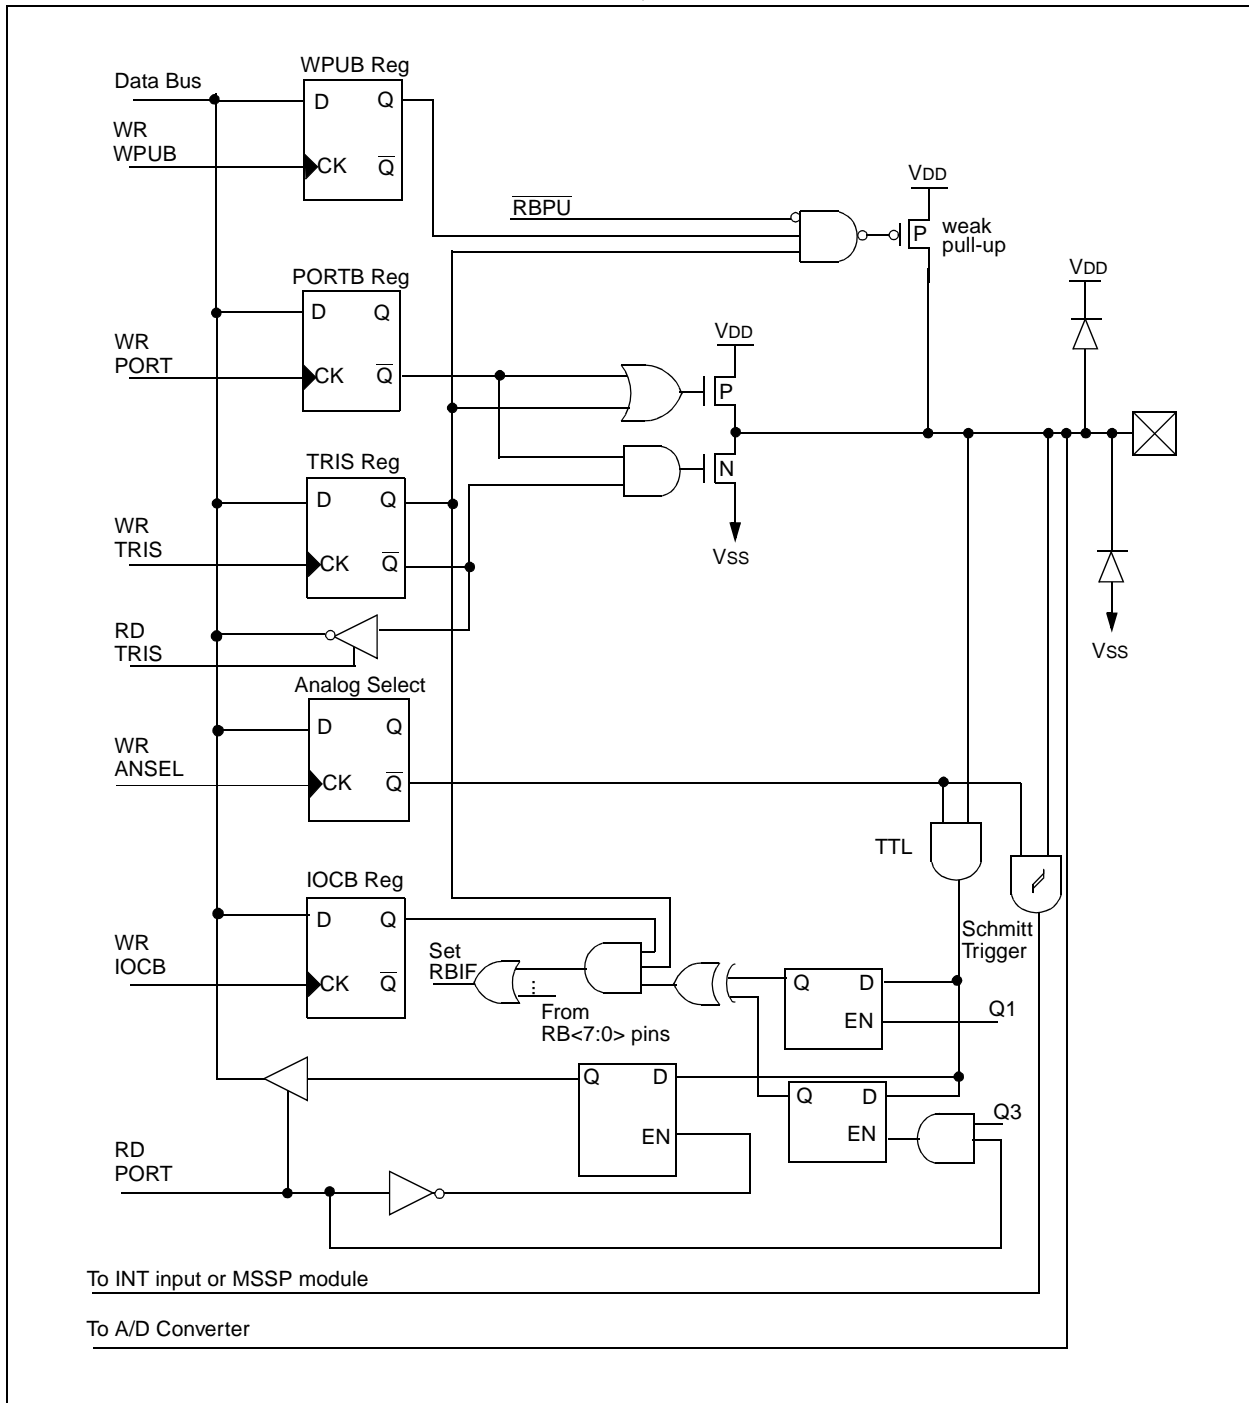 WPUB Reg
Data Bus
D
Q
WR
WPUB
CK
Q̅
VDD
R̅B̅P̅U̅
P
weak
pull-up
PORTB Reg
VDD
D
Q
VDD
WR
PORT
CK
Q̅
P
TRIS Reg
N
D
Q
WR
TRIS
CK
Q̅
VSS
RD
TRIS
VSS
Analog Select
D
Q
WR
ANSEL
CK
Q̅
TTL
IOCB Reg
D
Q
Schmitt
Trigger
WR
IOCB
CK
Q̅
Set
RBIF
Q
D
From
RB<7:0> pins
EN
Q1
Q
D
Q
D
Q3
EN
EN
RD
PORT
To INT input or MSSP module
To A/D Converter